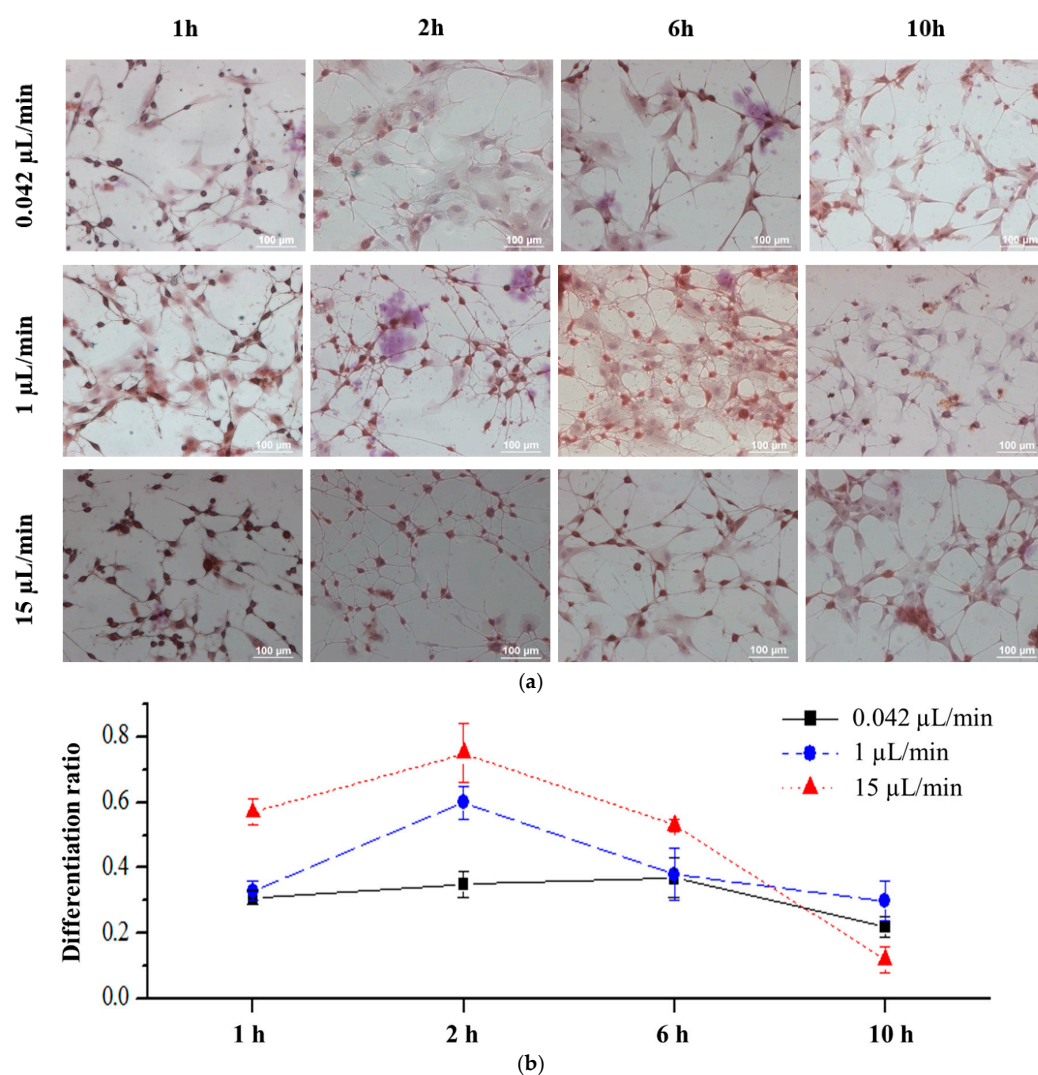 1h 2h 6h 10h
0.042 µL/min
100 µm 100 µm 100 µm 100 µm
1 µL/min
100 µm 100 µm 100 µm 100 µm
15 µL/min
100 µm 100 µm 100 µm 100 µm
(a)
Differentiation ratio
0.8
0.6
0.4
0.2
0.0
0.042 µL/min
1 µL/min
15 µL/min
1 h 2 h 6 h 10 h
(b)